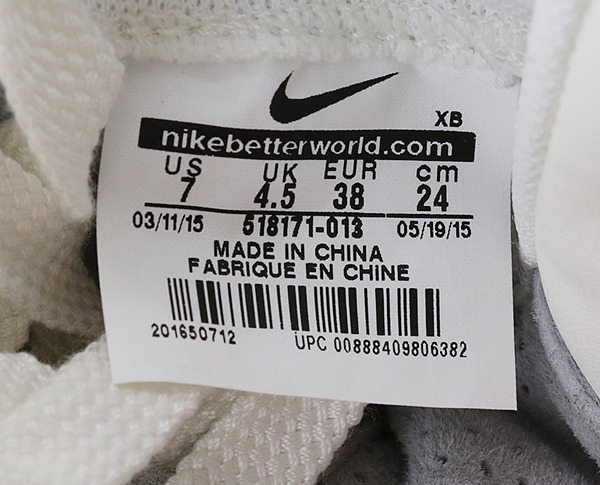 XB
nikebetterworld.com
US UK EUR cm
7 4.5 38 24
03/11/15 518171-013 05/19/15
MADE IN CHINA
FABRIQUE EN CHINE
201650712 UPC 00888409806382